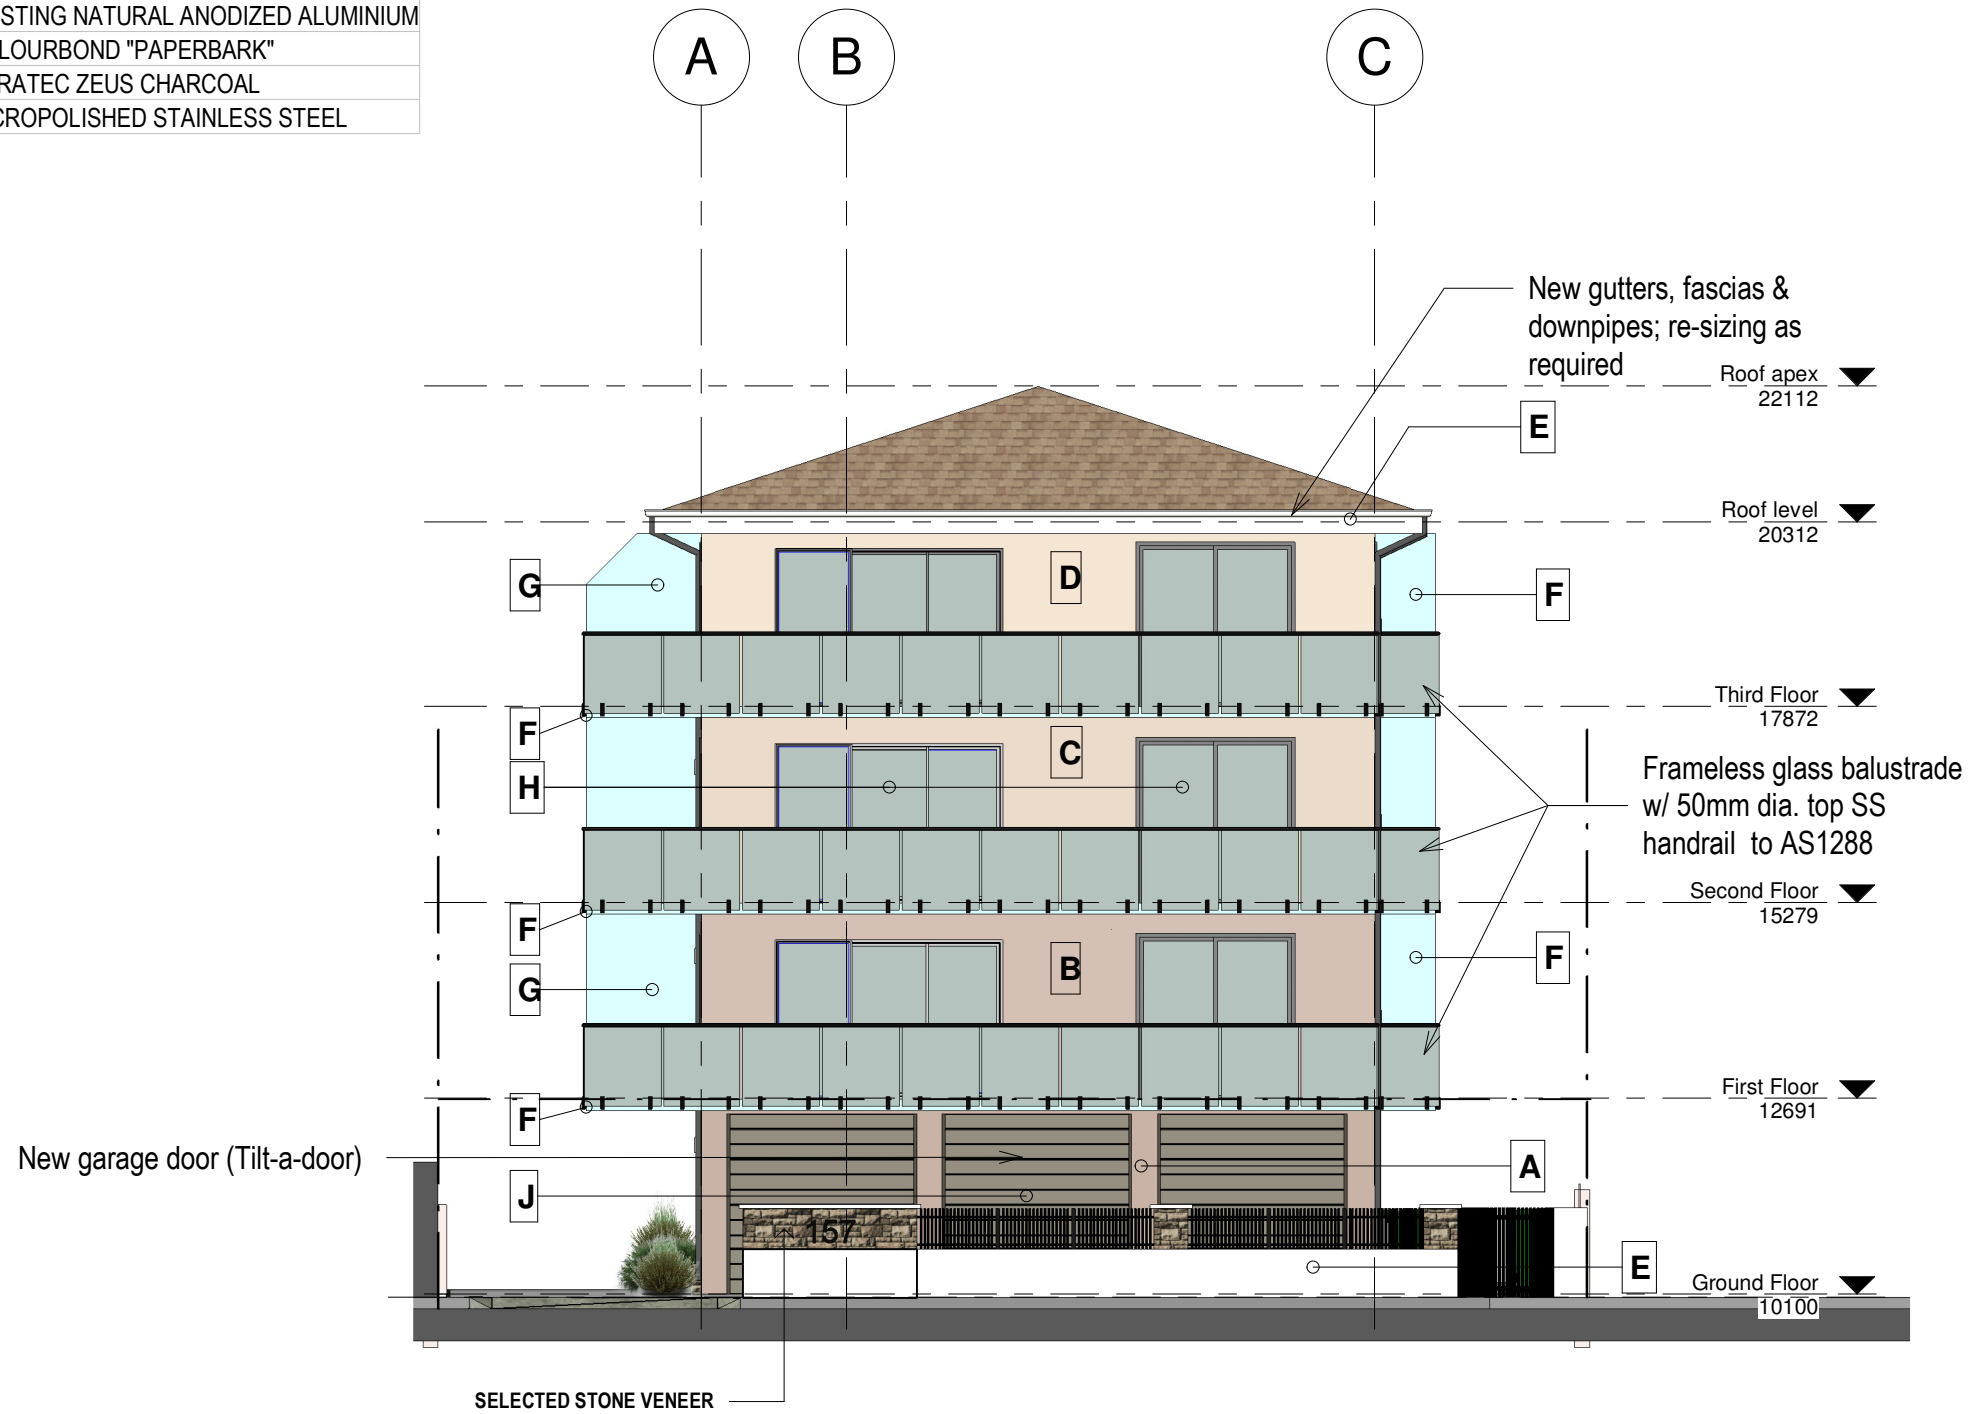 STING NATURAL ANODIZED ALUMINIUM
LOURBOND "PAPERBARK"
RATEC ZEUS CHARCOAL
CROPOLISHED STAINLESS STEEL
A
B
C
New gutters, fascias &
downpipes; re-sizing as
required
Roof apex
22112
E
Roof level
20312
G
D
F
Third Floor
17872
F
C
H
Frameless glass balustrade
w/ 50mm dia. top SS
handrail to AS1288
Second Floor
15279
F
B
F
G
First Floor
12691
F
New garage door (Tilt-a-door)
A
J
157
E
Ground Floor
10100
SELECTED STONE VENEER